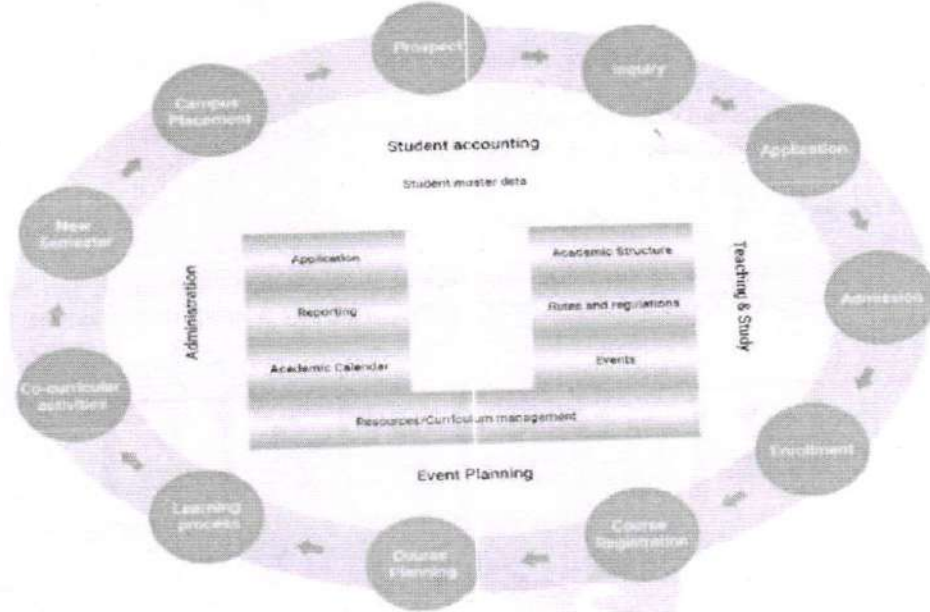 Prospect
Inquiry
Application
Admission
Enrollment
Course
Registration
Course
Planning
Learning
process
Co-curricular
activities
New
Semester
Campus
Placement
Student accounting
Student master data
Administration
Application
Reporting
Academic Calendar
Academic Structure
Rules and regulations
Events
Resources/Curriculum management
Teaching & Study
Event Planning